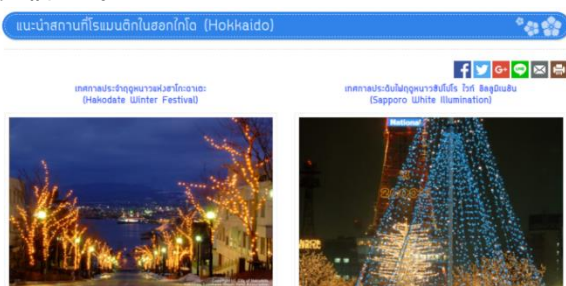 แนะนำสถานที่โรแมนติกในฮอกไกโด (Hokkaido)
เทศกาลประจำฤดูหนาวแห่งฮาโกะดาเตะ
(Hakodate Winter Festival)
เทศกาลประดับไฟฤดูหนาวซัปโปโร ไวท์ อิลลูมิเนชัน
(Sapporo White Illumination)
National